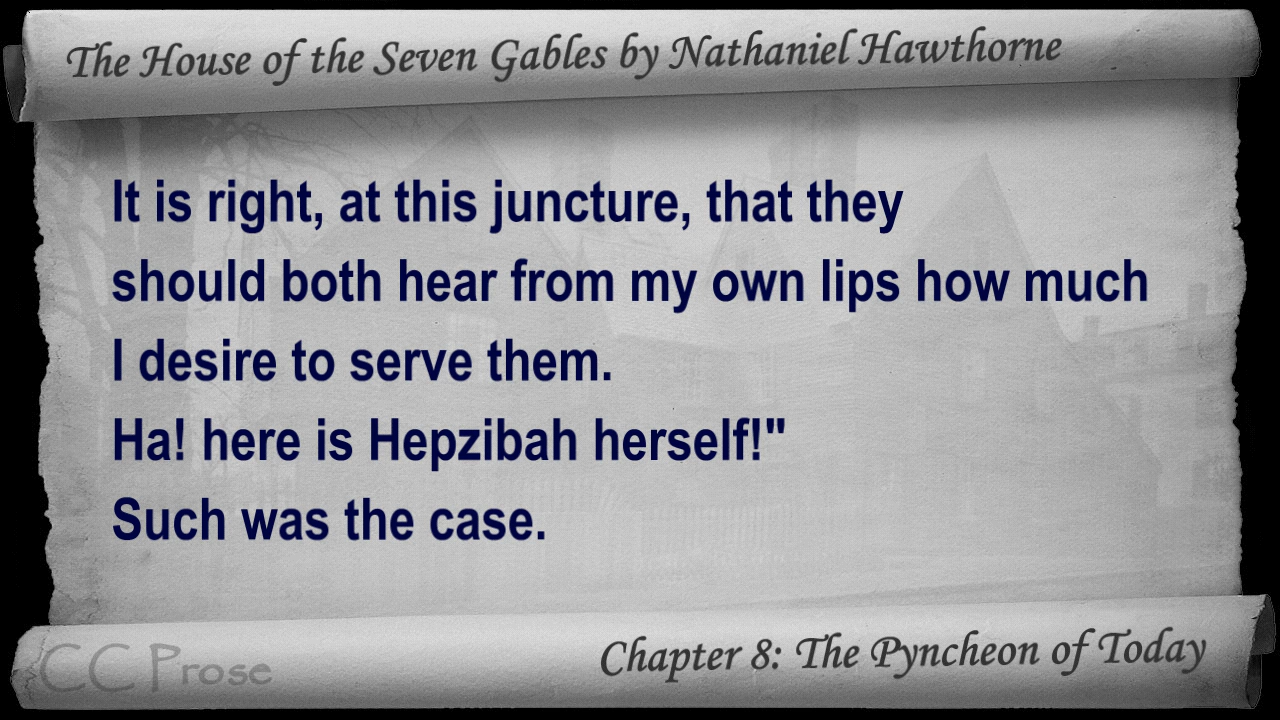 The House of the Seven Gables by Nathaniel Hawthorne
It is right, at this juncture, that they
should both hear from my own lips how much
I desire to serve them.
Ha! here is Hepzibah herself!"
Such was the case.
CC Prose
Chapter 8: The Pyncheon of Today